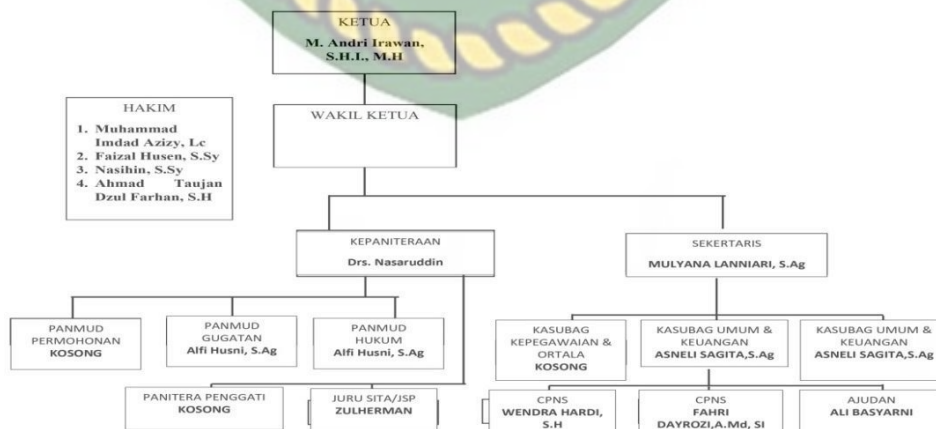 KETUA
M. Andri Irawan,
S.H.I., M.H
HAKIM
1. Muhammad
Imdad Azizy, Lc
2. Faizal Husen, S.Sy
3. Nasihin, S.Sy
4. Ahmad Taujan
Dzul Farhan, S.H
WAKIL KETUA
KEPANITERAAN
Drs. Nasaruddin
SEKERTARIS
MULYANA LANNIARI, S.Ag
PANMUD
PERMOHONAN
KOSONG
PANMUD
GUGATAN
Alfi Husni, S.Ag
PANMUD
HUKUM
Alfi Husni, S.Ag
KASUBAG
KEPEGAWAIAN &
ORTALA
KOSONG
KASUBAG UMUM &
KEUANGAN
ASNELI SAGITA,S.Ag
KASUBAG UMUM &
KEUANGAN
ASNELI SAGITA,S.Ag
PANITERA PENGGATI
KOSONG
JURU SITA/JSP
ZULHERMAN
CPNS
WENDRA HARDI,
S.H
CPNS
FAHRI
DAYROZI,A.Md, SI
AJUDAN
ALI BASYARNI